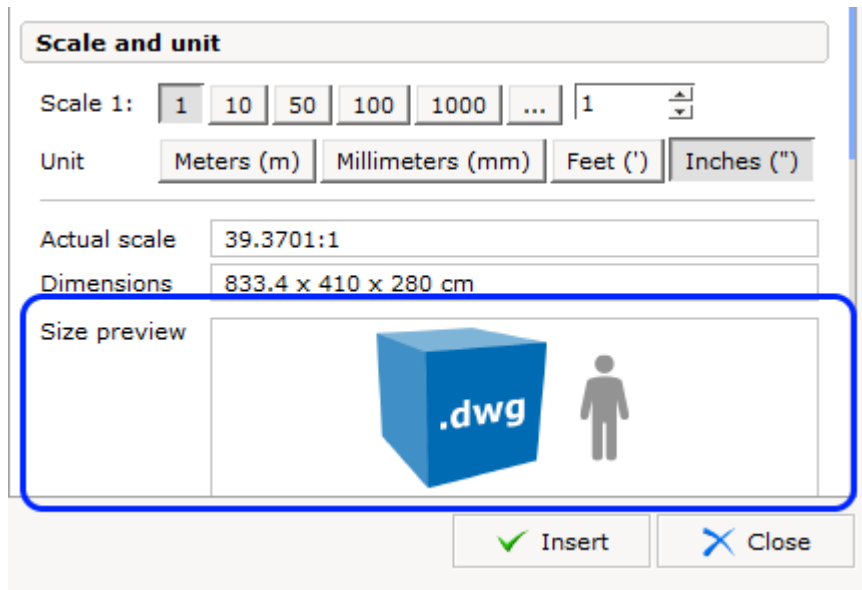 Scale and unit
Scale 1: 1 10 50 100 1000 ... 1
Unit Meters (m) Millimeters (mm) Feet (') Inches (")
Actual scale 39.3701:1
Dimensions 833.4 x 410 x 280 cm
Size preview
.dwg
Insert Close